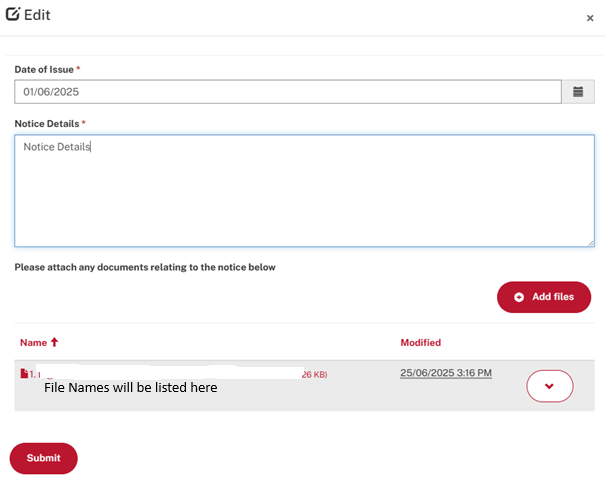 Edit
×
Date of Issue *
01/06/2025
Notice Details *
Notice Details
Please attach any documents relating to the notice below
Add files
Name Modified
1. 26 KB) 25/06/2025 3:16 PM
File Names will be listed here
Submit